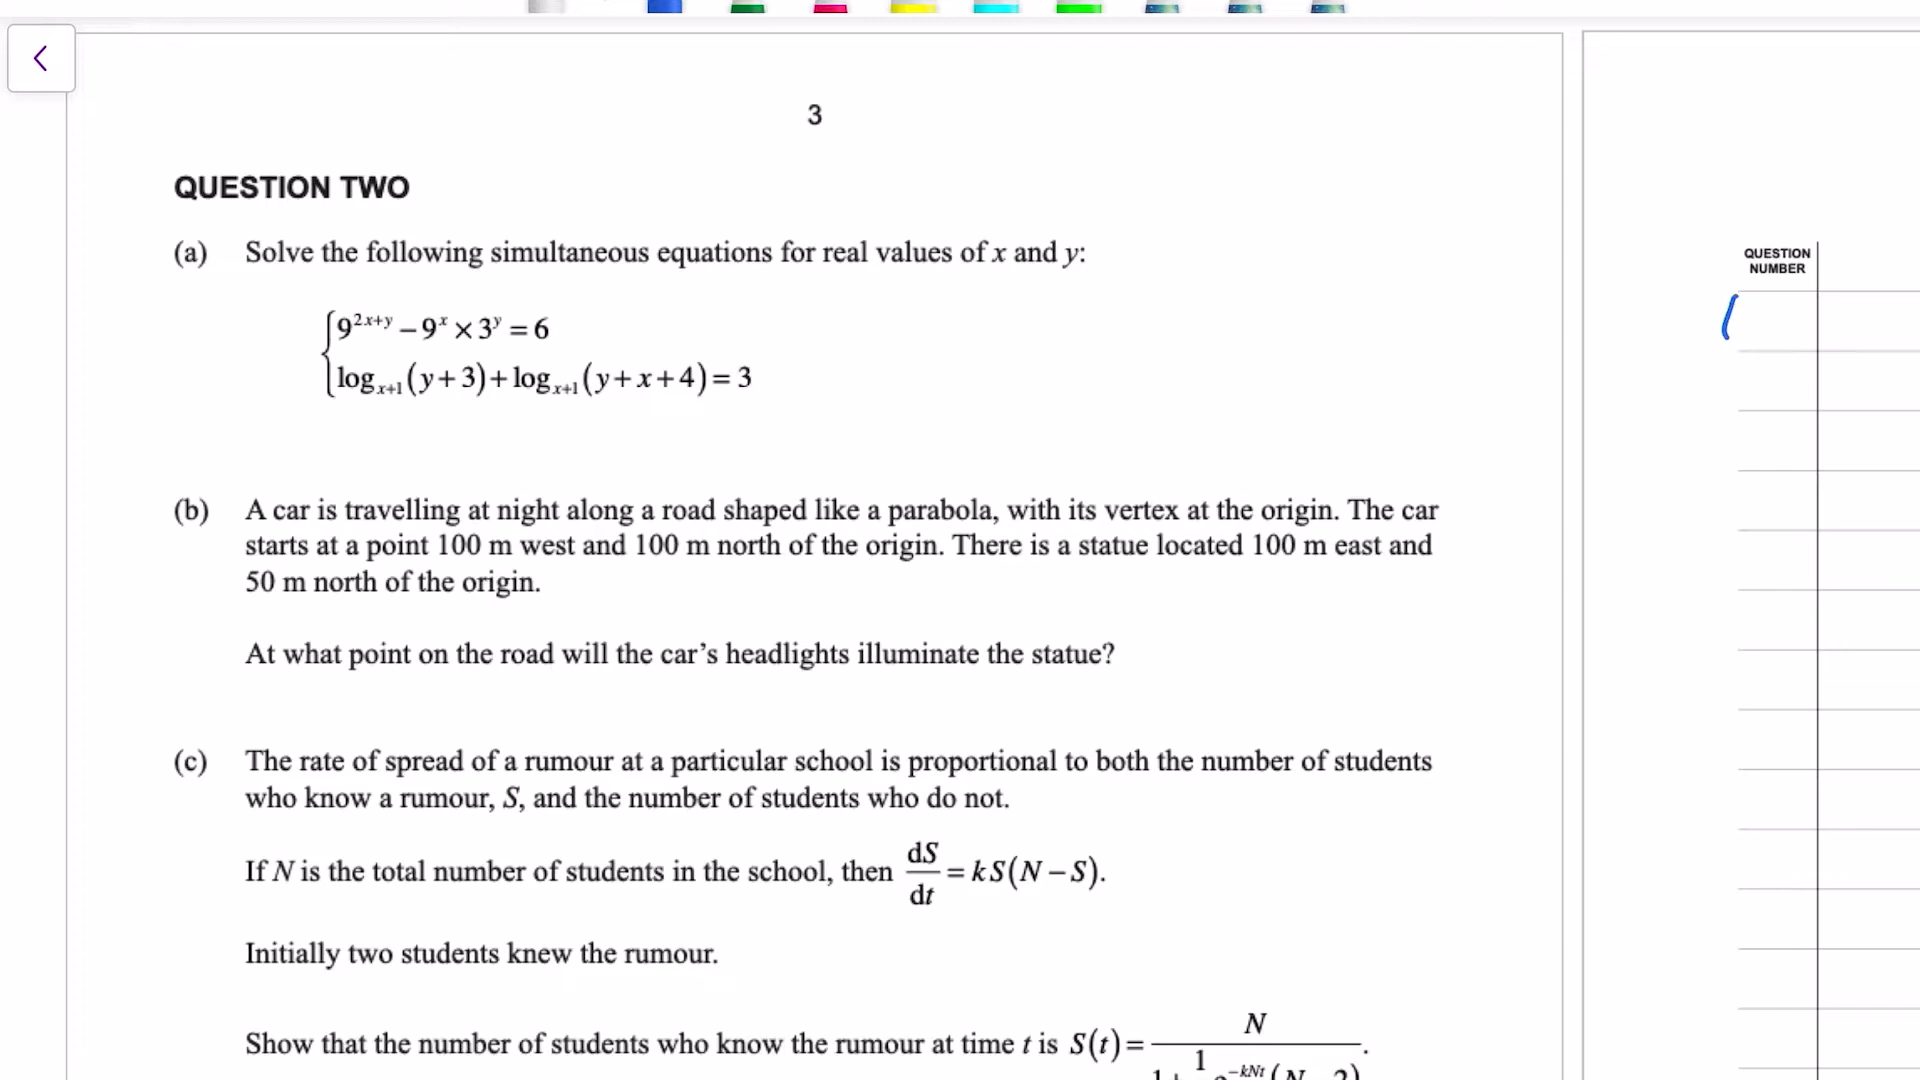 3
QUESTION TWO
(a) Solve the following simultaneous equations for real values of x and y:
9^{2x+y} – 9^x × 3^y = 6
log_{x+1}(y+3) + log_{x+1}(y+x+4) = 3
(b) A car is travelling at night along a road shaped like a parabola, with its vertex at the origin. The car
starts at a point 100 m west and 100 m north of the origin. There is a statue located 100 m east and
50 m north of the origin.
At what point on the road will the car’s headlights illuminate the statue?
(c) The rate of spread of a rumour at a particular school is proportional to both the number of students
who know a rumour, S, and the number of students who do not.
If N is the total number of students in the school, then dS/dt = kS(N – S).
Initially two students knew the rumour.
Show that the number of students who know the rumour at time t is S(t) = N
QUESTION
NUMBER